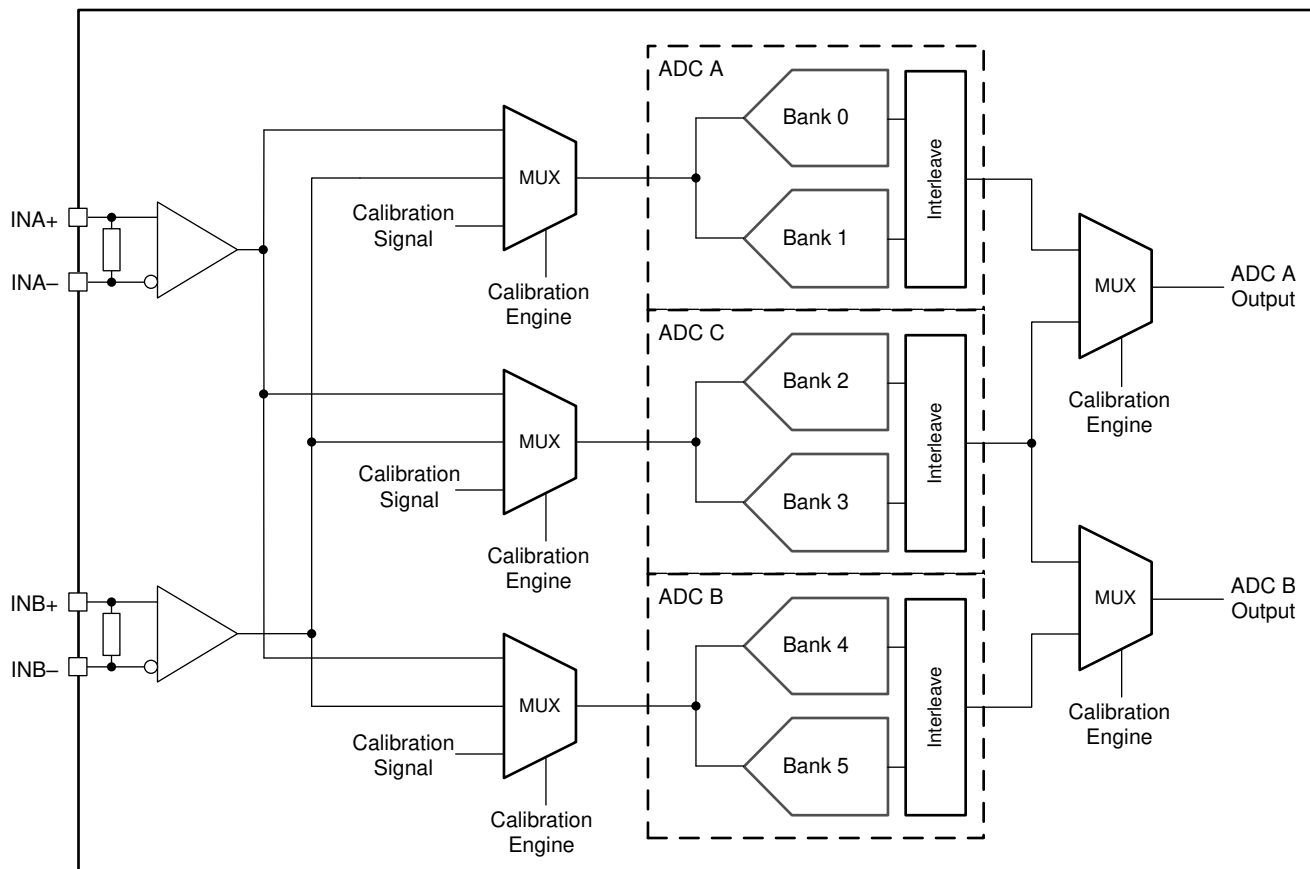 ADC A
Bank 0
Interleave
MUX
INA+
Calibration
Signal
Bank 1
INA–
Calibration
Engine
MUX
ADC A
Output
ADC C
Bank 2
Interleave
Calibration
Engine
MUX
Calibration
Signal
Bank 3
Calibration
Engine
ADC B
INB+
Bank 4
Interleave
MUX
ADC B
Output
INB–
MUX
Calibration
Signal
Bank 5
Calibration
Engine
Calibration
Engine